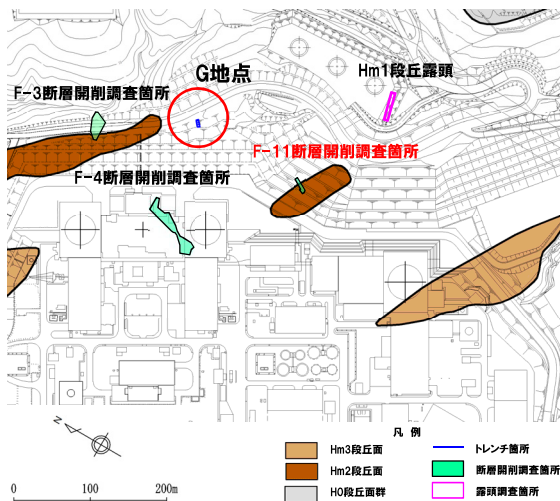 G地点
Hm1段丘露頭
F-3断層開削調査箇所
F-11断層開削調査箇所
F-4断層開削調査箇所
凡 例
Hm3段丘面
トレンチ箇所
Hm2段丘面
断層開削調査箇所
H0段丘面群
露頭調査箇所
N
0 100 200m